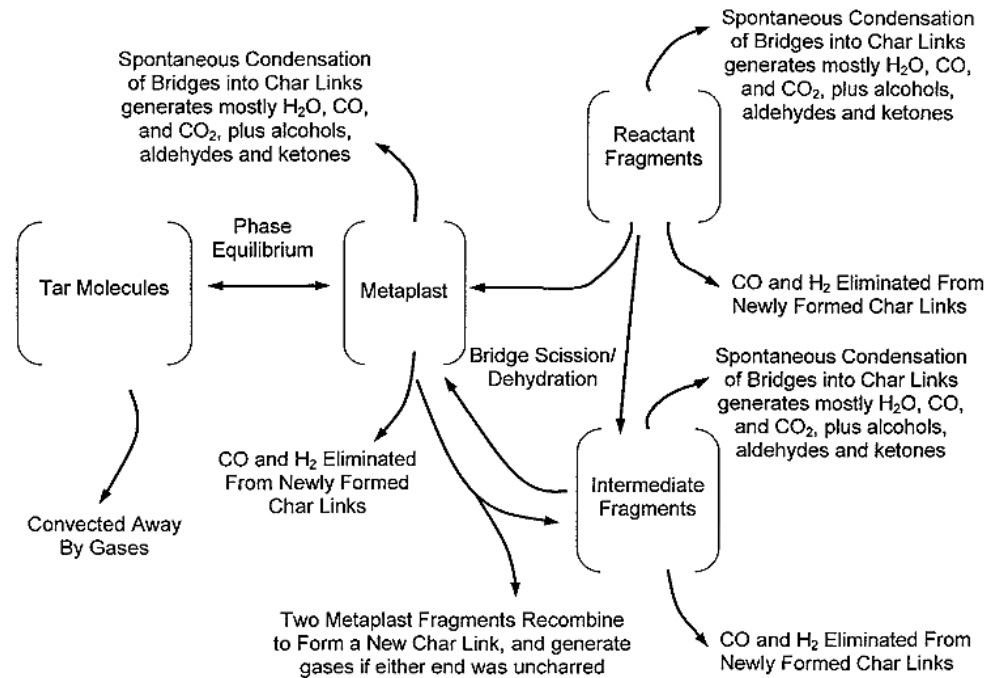 Spontaneous Condensation
of Bridges into Char Links
generates mostly H₂O, CO,
and CO₂, plus alcohols,
aldehydes and ketones
Spontaneous Condensation
of Bridges into Char Links
generates mostly H₂O, CO,
and CO₂, plus alcohols,
aldehydes and ketones
Reactant
Fragments
Phase
Equilibrium
Tar Molecules
Metaplast
CO and H₂ Eliminated From
Newly Formed Char Links
Bridge Scission/
Dehydration
Spontaneous Condensation
of Bridges into Char Links
generates mostly H₂O, CO,
and CO₂, plus alcohols,
aldehydes and ketones
CO and H₂ Eliminated
From Newly Formed
Char Links
Intermediate
Fragments
Convected Away
By Gases
Two Metaplast Fragments Recombine
to Form a New Char Link, and generate
gases if either end was uncharred
CO and H₂ Eliminated From
Newly Formed Char Links